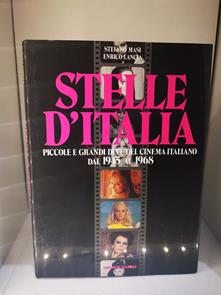 STEFANO MASI
ENRICO LANCIA
STELLE
D'ITALIA
PICCOLE E GRANDI DIVE DEL CINEMA ITALIANO
DAL 1945 AL 1968